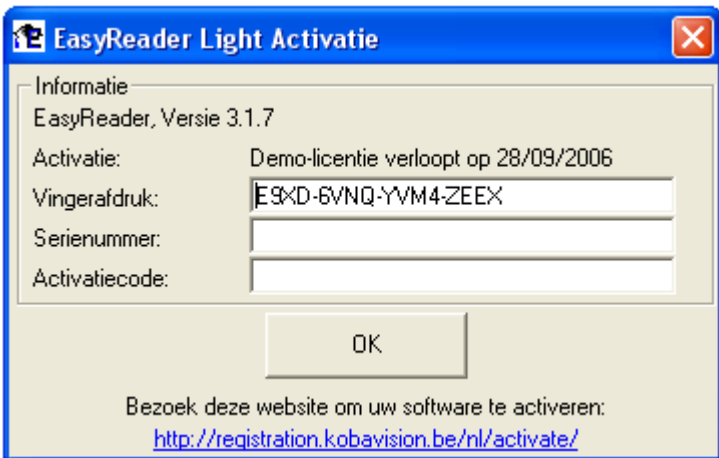 EasyReader Light Activatie
Informatie
EasyReader, Versie 3.1.7
Activatie: Demo-licentie verloopt op 28/09/2006
Vingerafdruk: E9XD-6VNQ-YVM4-ZEEX
Serienummer:
Activatiecode:
OK
Bezoek deze website om uw software te activeren:
http://registration.kobavision.be/nl/activate/